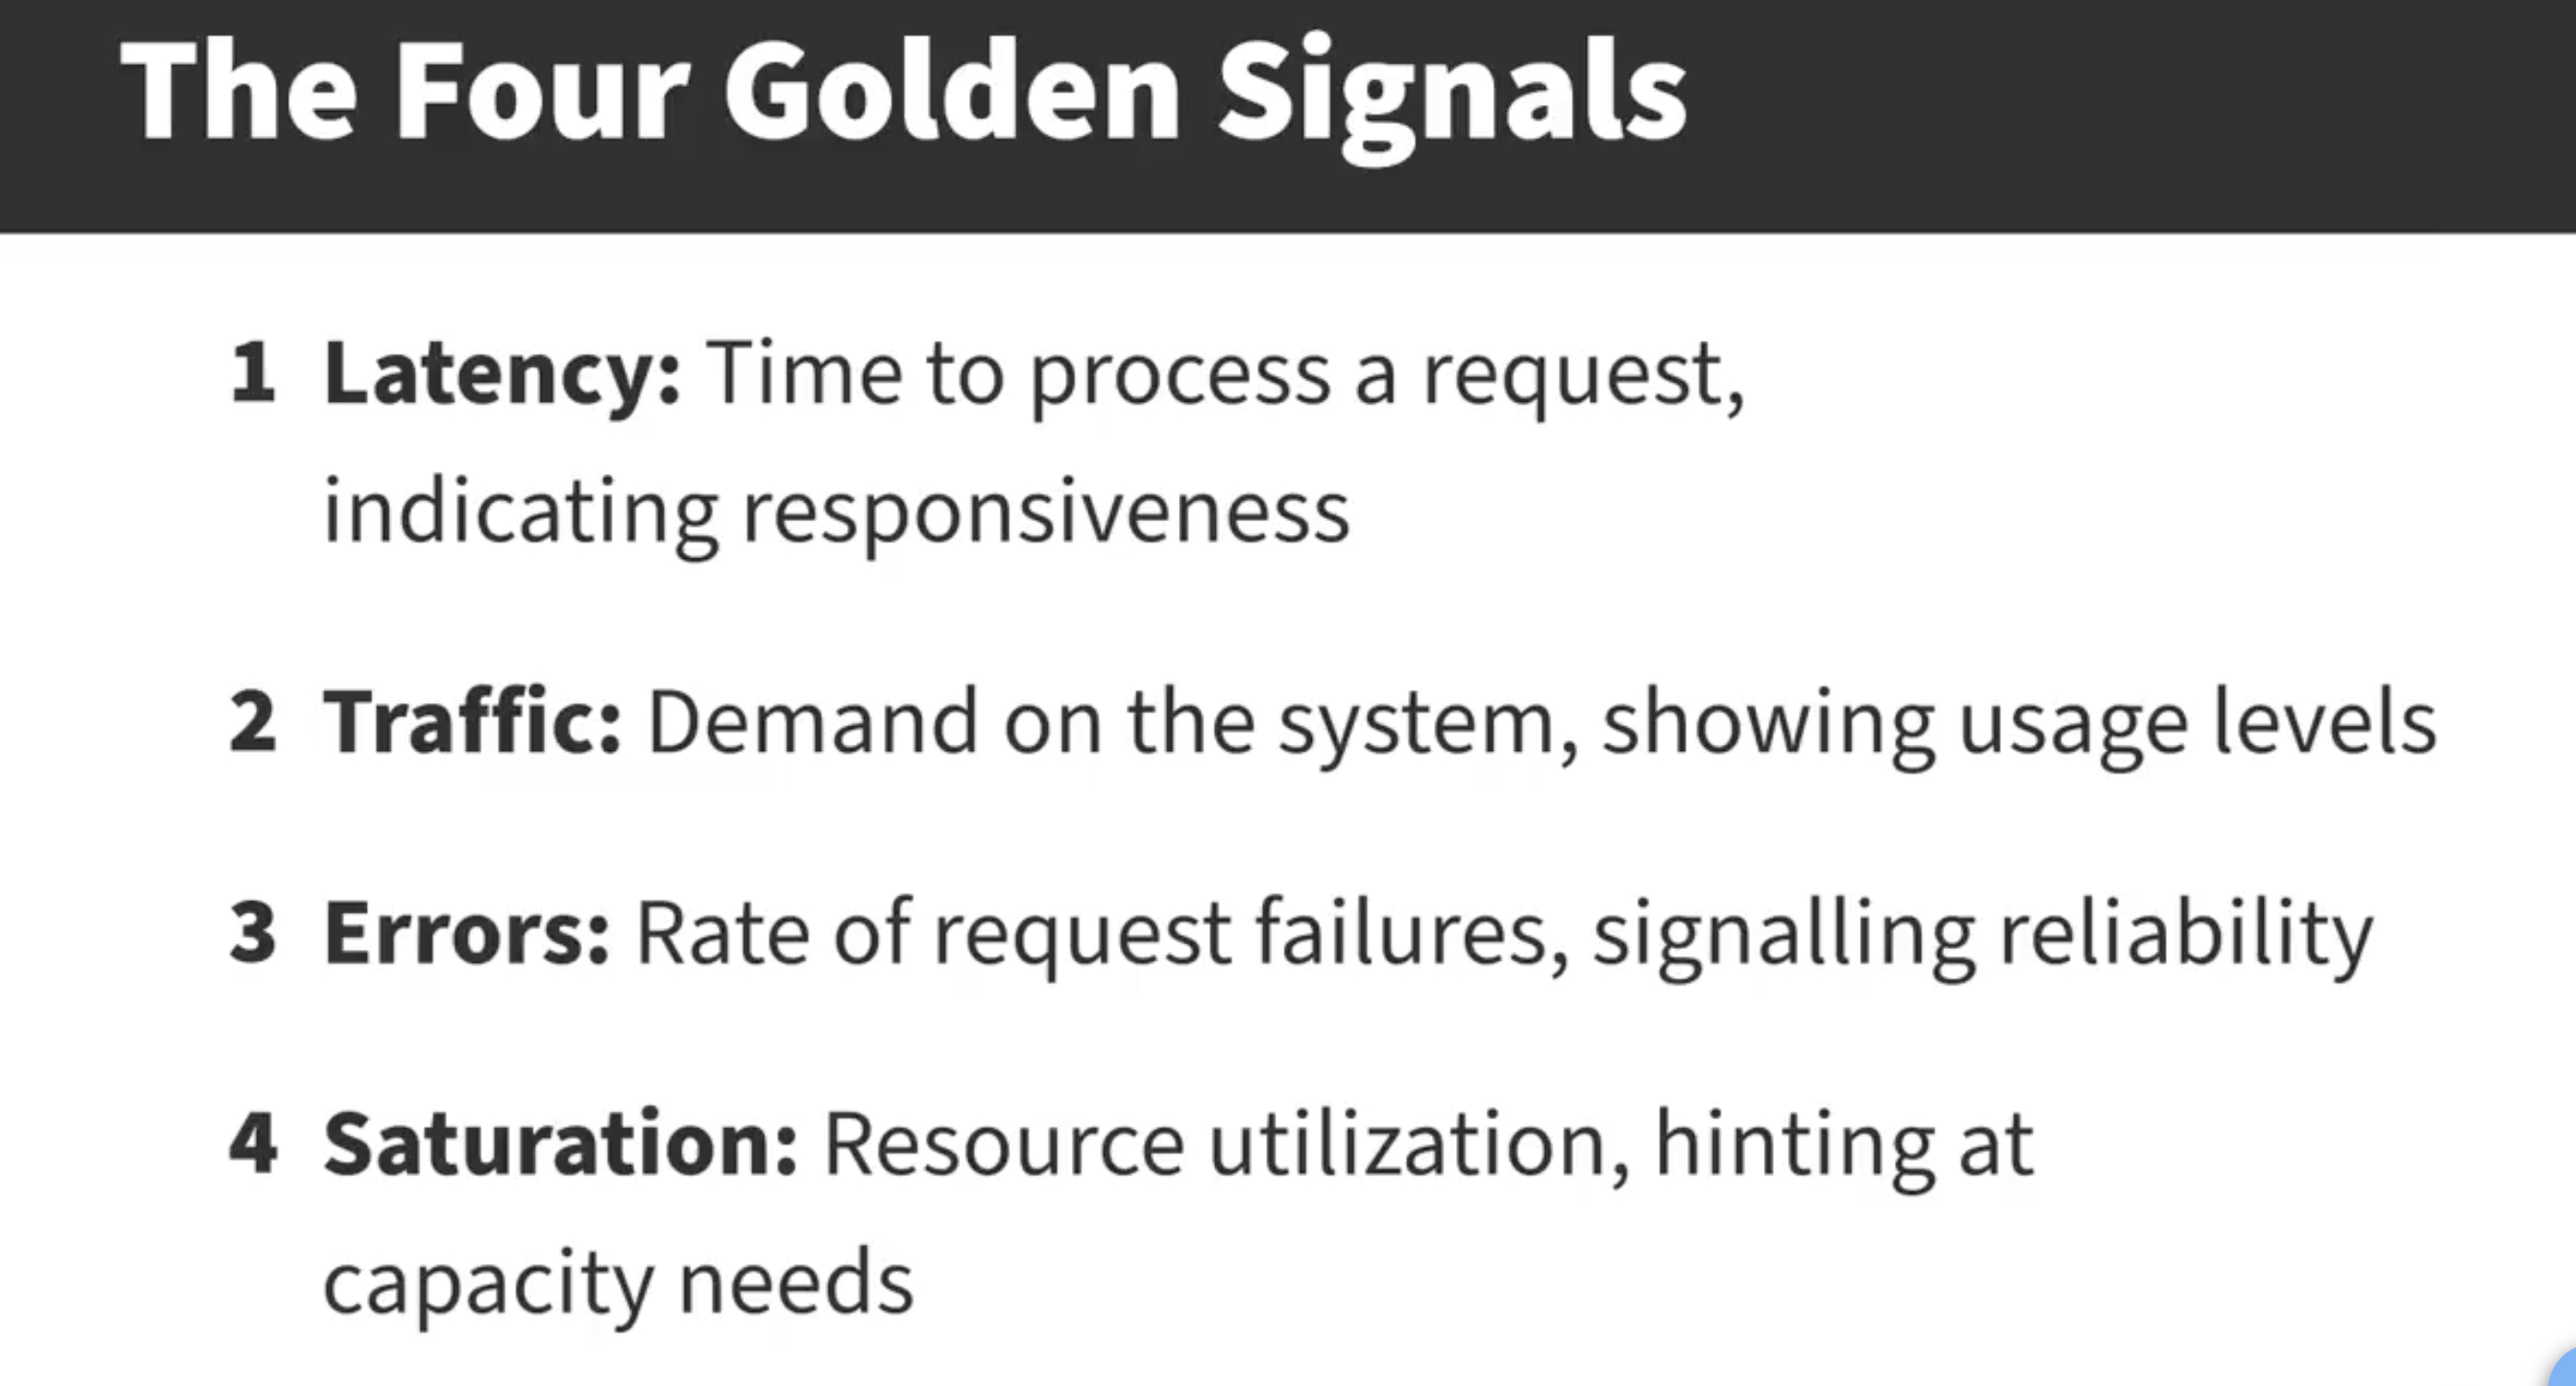 The Four Golden Signals
1 Latency: Time to process a request,
indicating responsiveness
2 Traffic: Demand on the system, showing usage levels
3 Errors: Rate of request failures, signalling reliability
4 Saturation: Resource utilization, hinting at
capacity needs